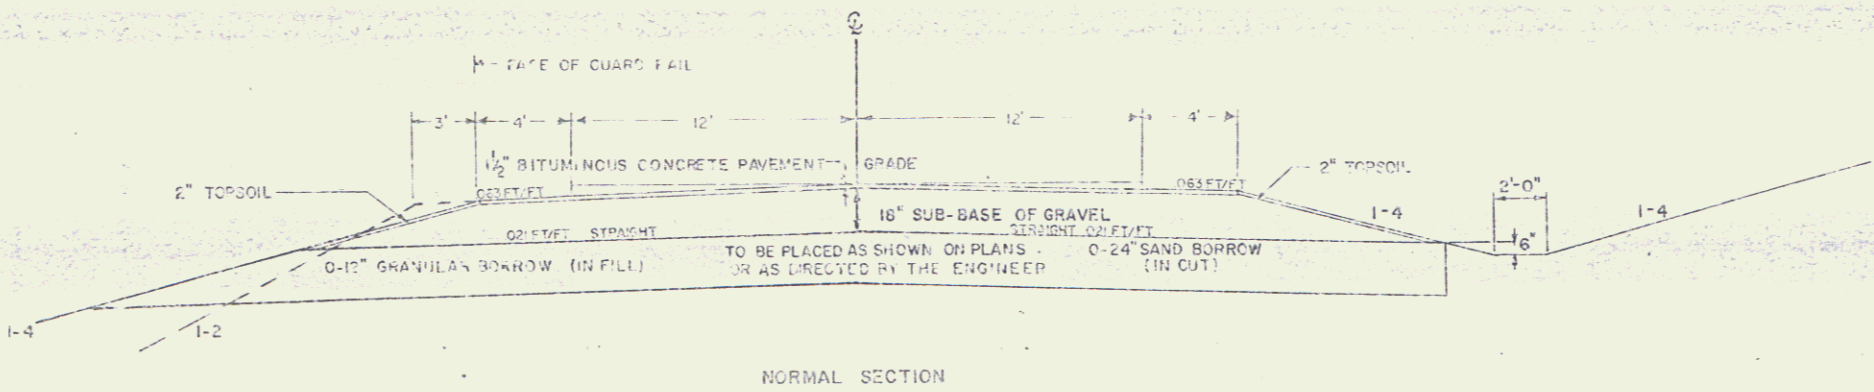 ℄
FACE OF GUARD RAIL
3' 4' 12' 12' 4'
1½" BITUMINOUS CONCRETE PAVEMENT GRADE
2" TOPSOIL
2" TOPSOIL
.063 FT/FT
.063 FT/FT
2'-0"
18" SUB-BASE OF GRAVEL
1-4
1-4
.021 FT/FT STRAIGHT
STRAIGHT .021 FT/FT
6"
0-12" GRANULAR BORROW (IN FILL)
TO BE PLACED AS SHOWN ON PLANS
OR AS DIRECTED BY THE ENGINEER
0-24" SAND BORROW
(IN CUT)
1-4
1-2
NORMAL SECTION